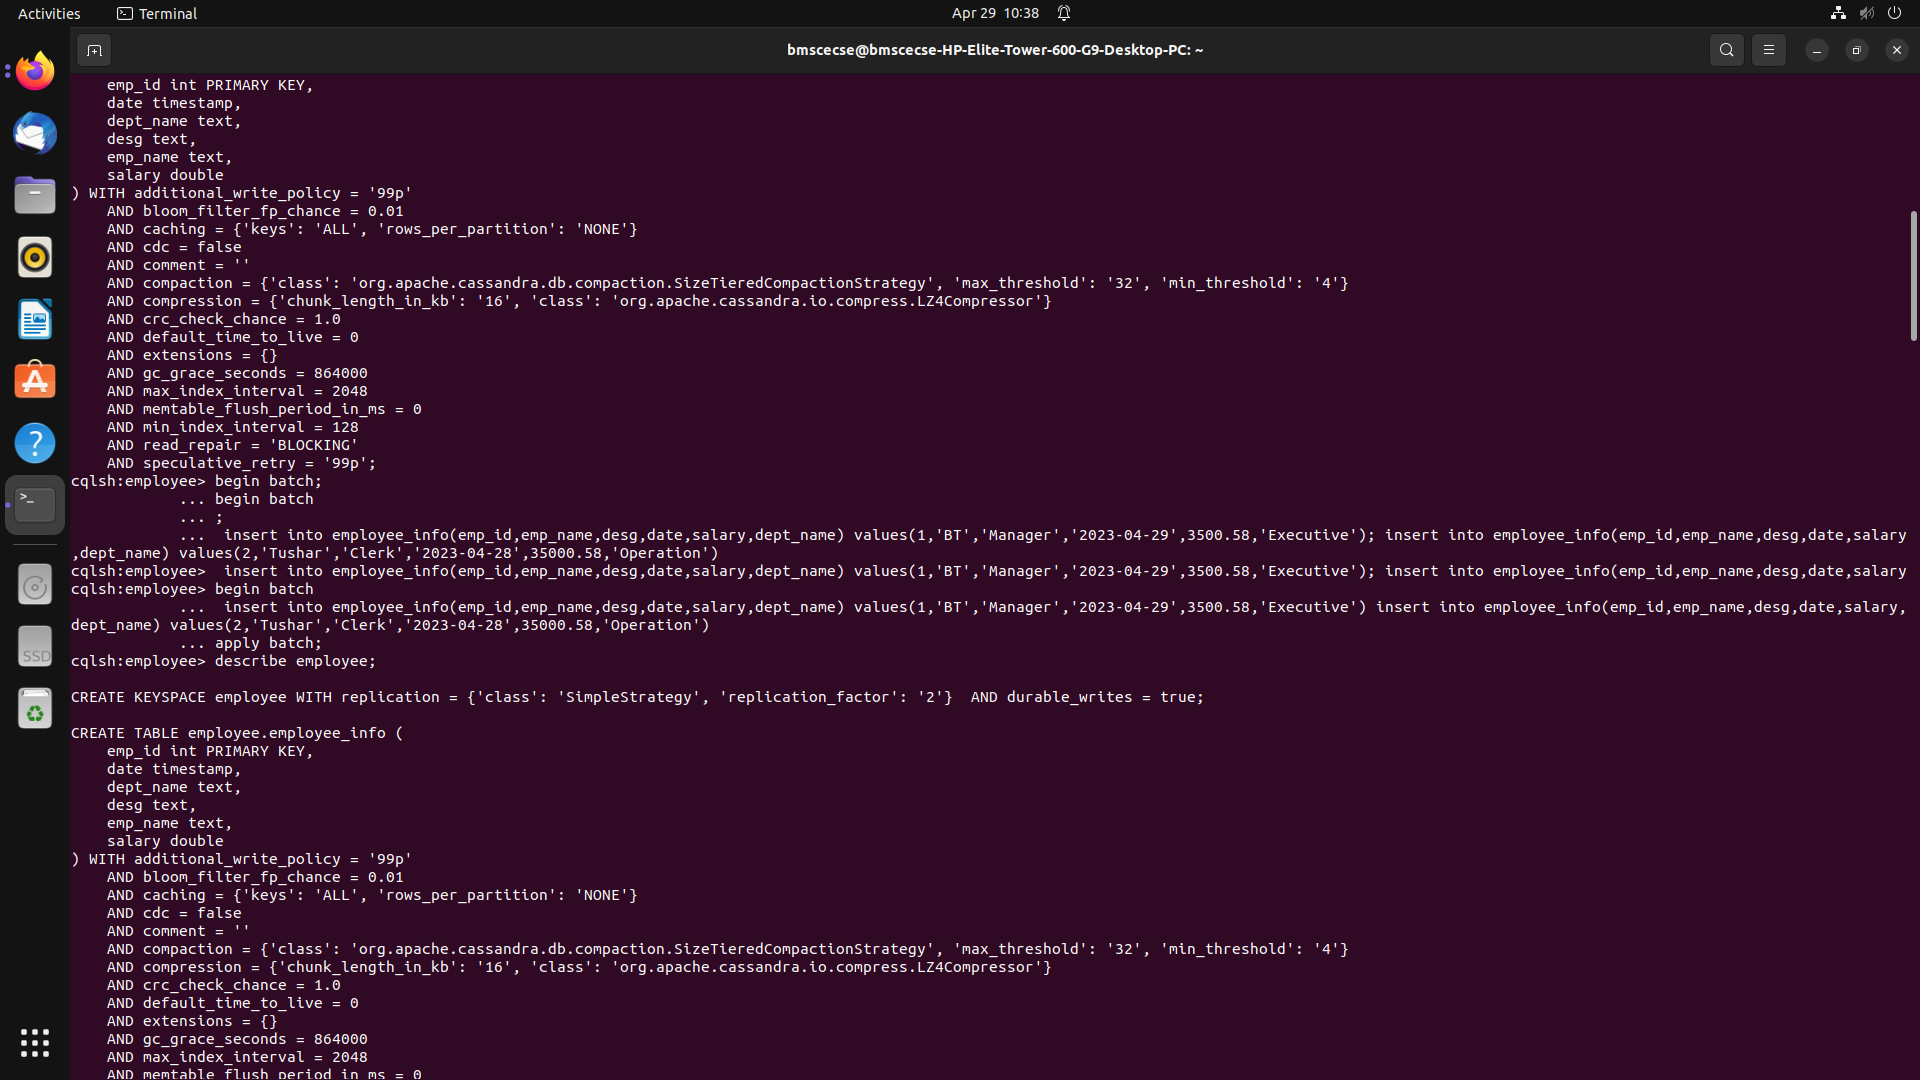 Activities
Terminal
Apr 29 10:38
bmscecse@bmscecse-HP-Elite-Tower-600-G9-Desktop-PC: ~
    emp_id int PRIMARY KEY,
    date timestamp,
    dept_name text,
    desg text,
    emp_name text,
    salary double
) WITH additional_write_policy = '99p'
    AND bloom_filter_fp_chance = 0.01
    AND caching = {'keys': 'ALL', 'rows_per_partition': 'NONE'}
    AND cdc = false
    AND comment = ''
    AND compaction = {'class': 'org.apache.cassandra.db.compaction.SizeTieredCompactionStrategy', 'max_threshold': '32', 'min_threshold': '4'}
    AND compression = {'chunk_length_in_kb': '16', 'class': 'org.apache.cassandra.io.compress.LZ4Compressor'}
    AND crc_check_chance = 1.0
    AND default_time_to_live = 0
    AND extensions = {}
    AND gc_grace_seconds = 864000
    AND max_index_interval = 2048
    AND memtable_flush_period_in_ms = 0
    AND min_index_interval = 128
    AND read_repair = 'BLOCKING'
    AND speculative_retry = '99p';
cqlsh:employee> begin batch;
            ... begin batch
            ... ;
            ...  insert into employee_info(emp_id,emp_name,desg,date,salary,dept_name) values(1,'BT','Manager','2023-04-29',3500.58,'Executive'); insert into employee_info(emp_id,emp_name,desg,date,salary
,dept_name) values(2,'Tushar','Clerk','2023-04-28',35000.58,'Operation')
cqlsh:employee>  insert into employee_info(emp_id,emp_name,desg,date,salary,dept_name) values(1,'BT','Manager','2023-04-29',3500.58,'Executive'); insert into employee_info(emp_id,emp_name,desg,date,salary
cqlsh:employee> begin batch
            ...  insert into employee_info(emp_id,emp_name,desg,date,salary,dept_name) values(1,'BT','Manager','2023-04-29',3500.58,'Executive') insert into employee_info(emp_id,emp_name,desg,date,salary,
dept_name) values(2,'Tushar','Clerk','2023-04-28',35000.58,'Operation')
            ... apply batch;
cqlsh:employee> describe employee;
CREATE KEYSPACE employee WITH replication = {'class': 'SimpleStrategy', 'replication_factor': '2'}  AND durable_writes = true;
CREATE TABLE employee.employee_info (
    emp_id int PRIMARY KEY,
    date timestamp,
    dept_name text,
    desg text,
    emp_name text,
    salary double
) WITH additional_write_policy = '99p'
    AND bloom_filter_fp_chance = 0.01
    AND caching = {'keys': 'ALL', 'rows_per_partition': 'NONE'}
    AND cdc = false
    AND comment = ''
    AND compaction = {'class': 'org.apache.cassandra.db.compaction.SizeTieredCompactionStrategy', 'max_threshold': '32', 'min_threshold': '4'}
    AND compression = {'chunk_length_in_kb': '16', 'class': 'org.apache.cassandra.io.compress.LZ4Compressor'}
    AND crc_check_chance = 1.0
    AND default_time_to_live = 0
    AND extensions = {}
    AND gc_grace_seconds = 864000
    AND max_index_interval = 2048
    AND memtable_flush_period_in_ms = 0
SSD